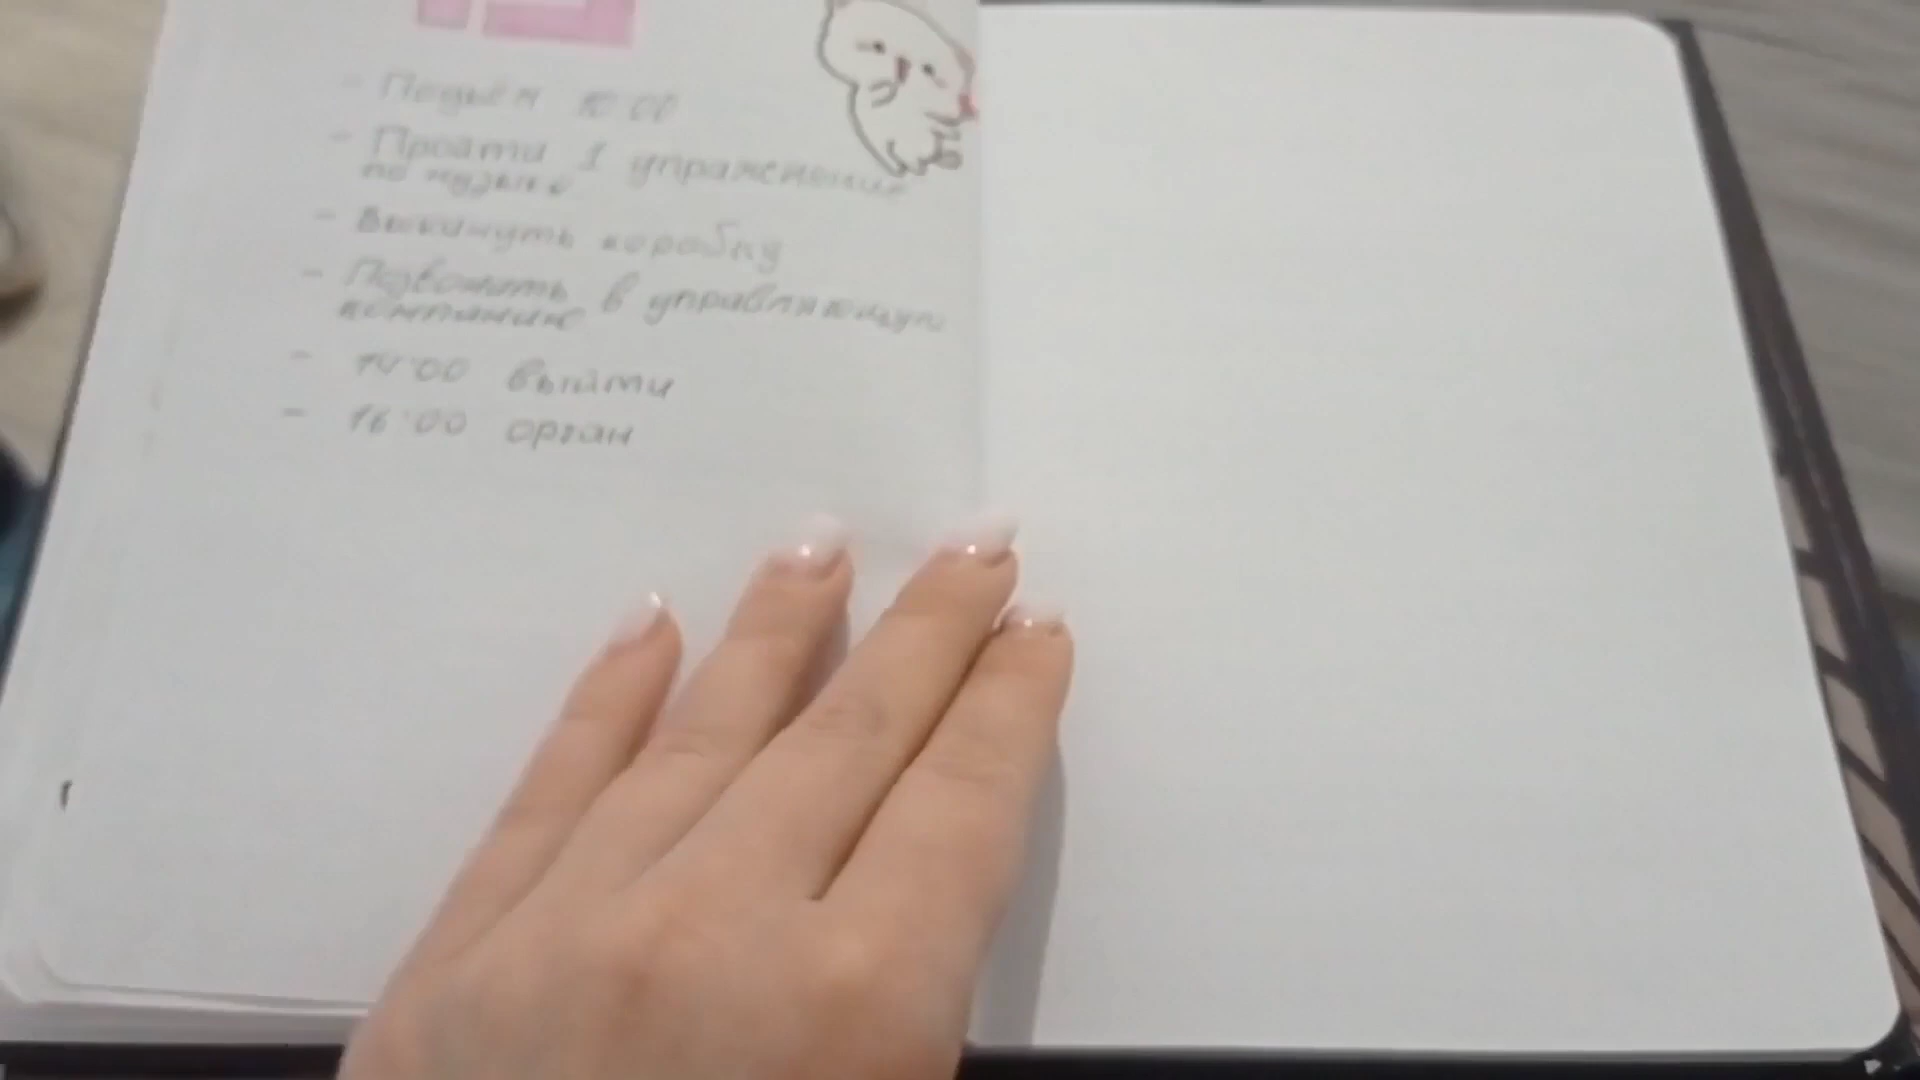 - Подъём 10:00
- Пройти 1 упражнение
по музыке
- Выкинуть коробку
- Позвонить в управляющую
компанию
- 14:00 выйти
- 16:00 орган